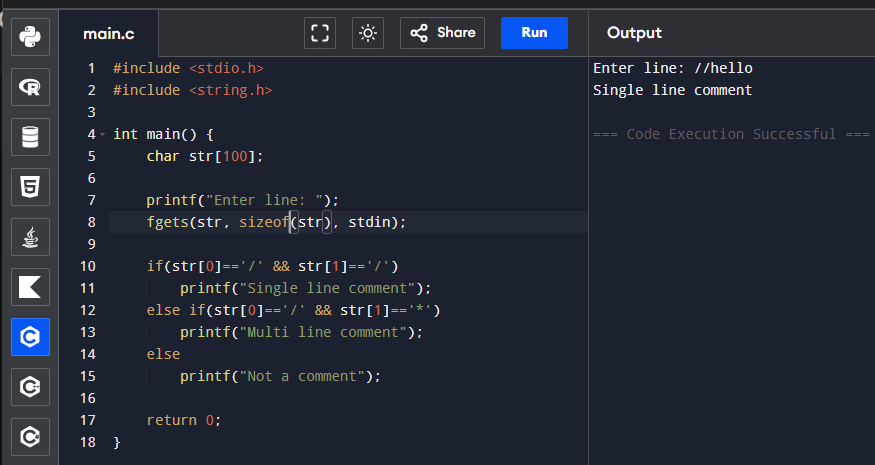 main.c
Share
Run
Output
1 #include <stdio.h>
2 #include <string.h>
3
4 int main() {
5     char str[100];
6
7     printf("Enter line: ");
8     fgets(str, sizeof(str), stdin);
9
10     if(str[0]=='/' && str[1]=='/')
11         printf("Single line comment");
12     else if(str[0]=='/' && str[1]=='*')
13         printf("Multi line comment");
14     else
15         printf("Not a comment");
16
17     return 0;
18 }
Enter line: //hello
Single line comment
=== Code Execution Successful ===